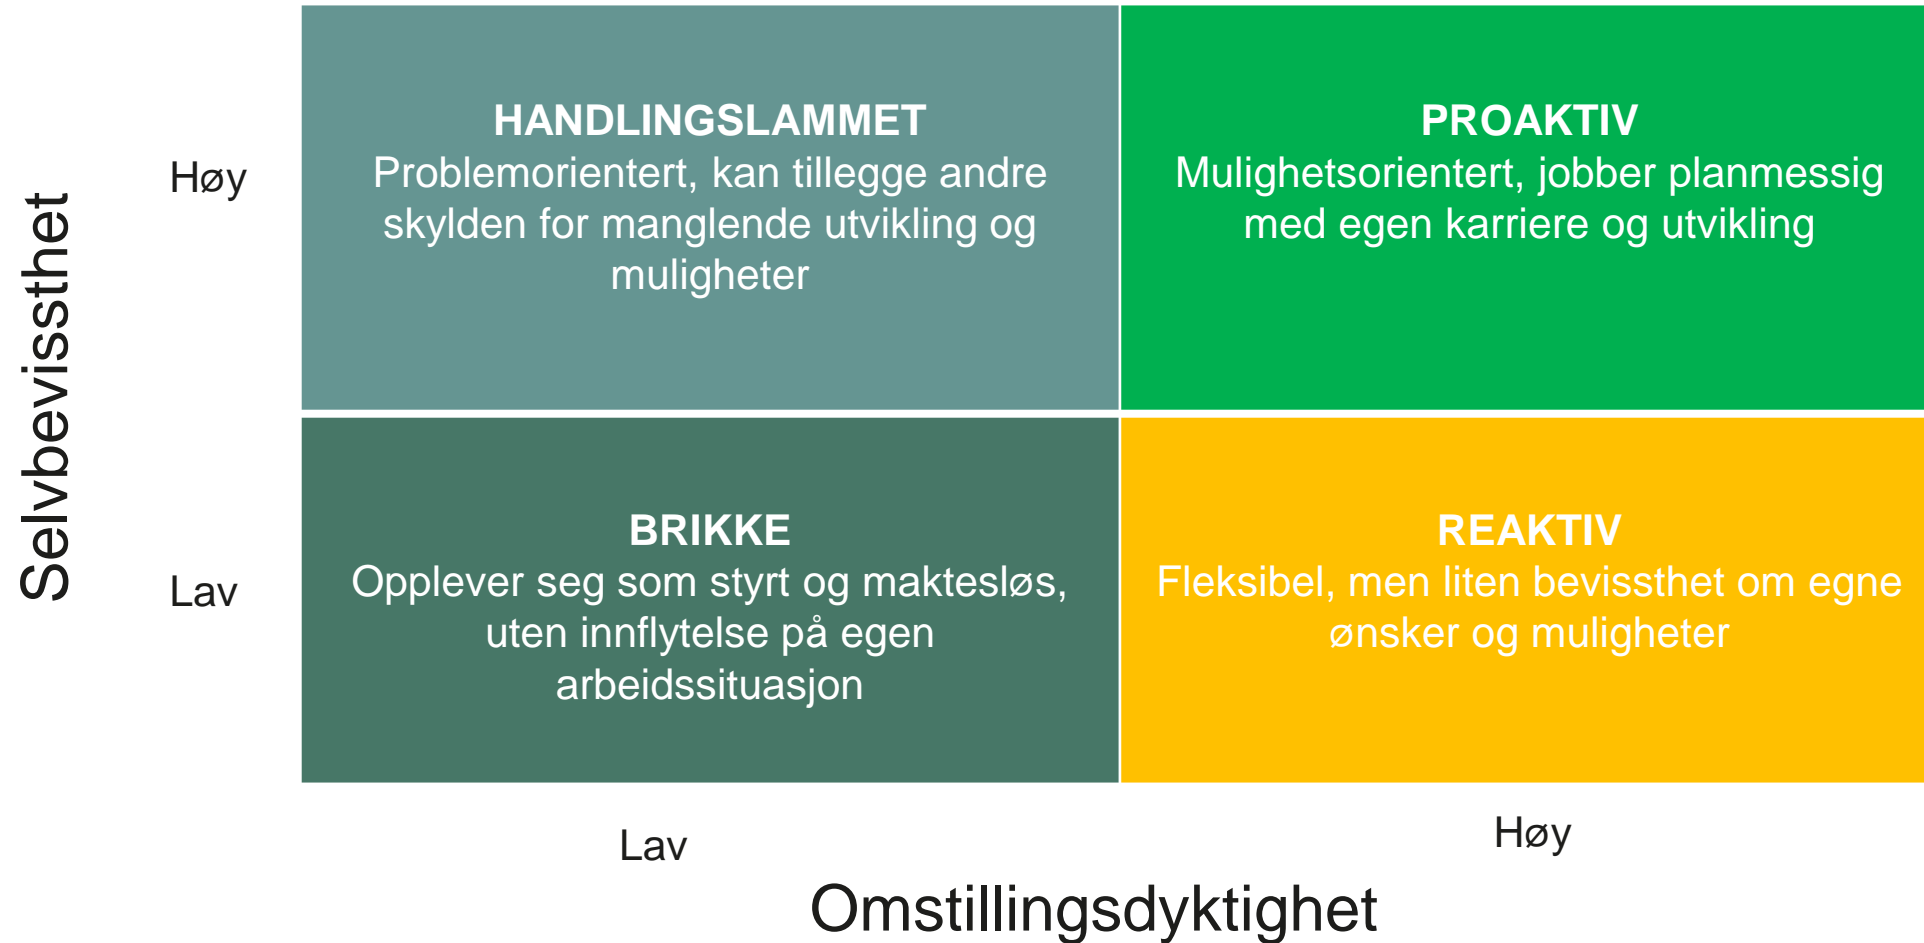 Selvbevissthet
Høy
HANDLINGSLAMMET
Problemorientert, kan tillegge andre
skylden for manglende utvikling og
muligheter
PROAKTIV
Mulighetsorientert, jobber planmessig
med egen karriere og utvikling
Lav
BRIKKE
Opplever seg som styrt og maktesløs,
uten innflytelse på egen
arbeidssituasjon
REAKTIV
Fleksibel, men liten bevissthet om egne
ønsker og muligheter
Lav
Høy
Omstillingsdyktighet